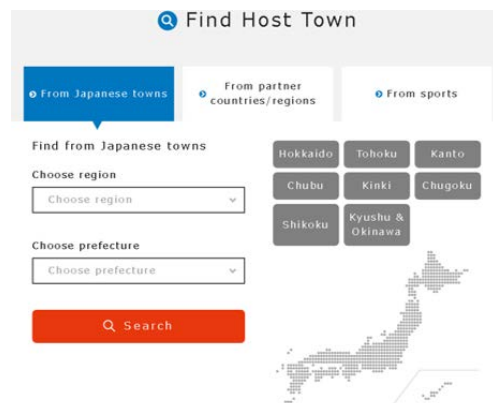 Find Host Town
From Japanese towns
From partner
countries/regions
From sports
Find from Japanese towns
Choose region
Choose region
Choose prefecture
Choose prefecture
Search
Hokkaido
Tohoku
Kanto
Chubu
Kinki
Chugoku
Shikoku
Kyushu &
Okinawa